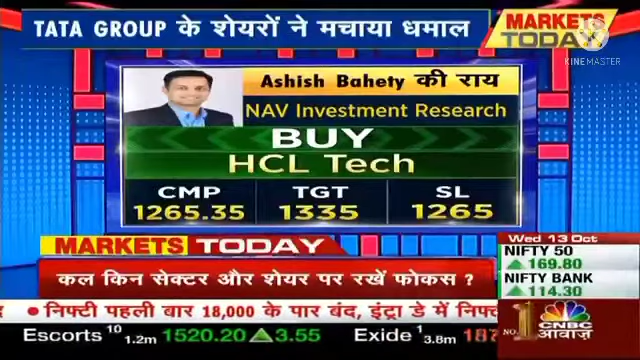 TATA GROUP के शेयरों ने मचाया धमाल
MARKETS
TODAY
KINEMASTER
Ashish Bahety की राय
NAV Investment Research
BUY
HCL Tech
CMP TGT SL
1265.35 1335 1265
MARKETS TODAY
कल किन सेक्टर और शेयर पर रखें फोकस ?
Wed 13 Oct
NIFTY 50
▲169.80
NIFTY BANK
▲114.30
• निफ्टी पहली बार 18,000 के पार बंद, इंट्रा डे में
Escorts 10 1.2m 1520.20 ▲ 3.55 Exide 1 3.8m
NO. 1 CNBC
आवाज़